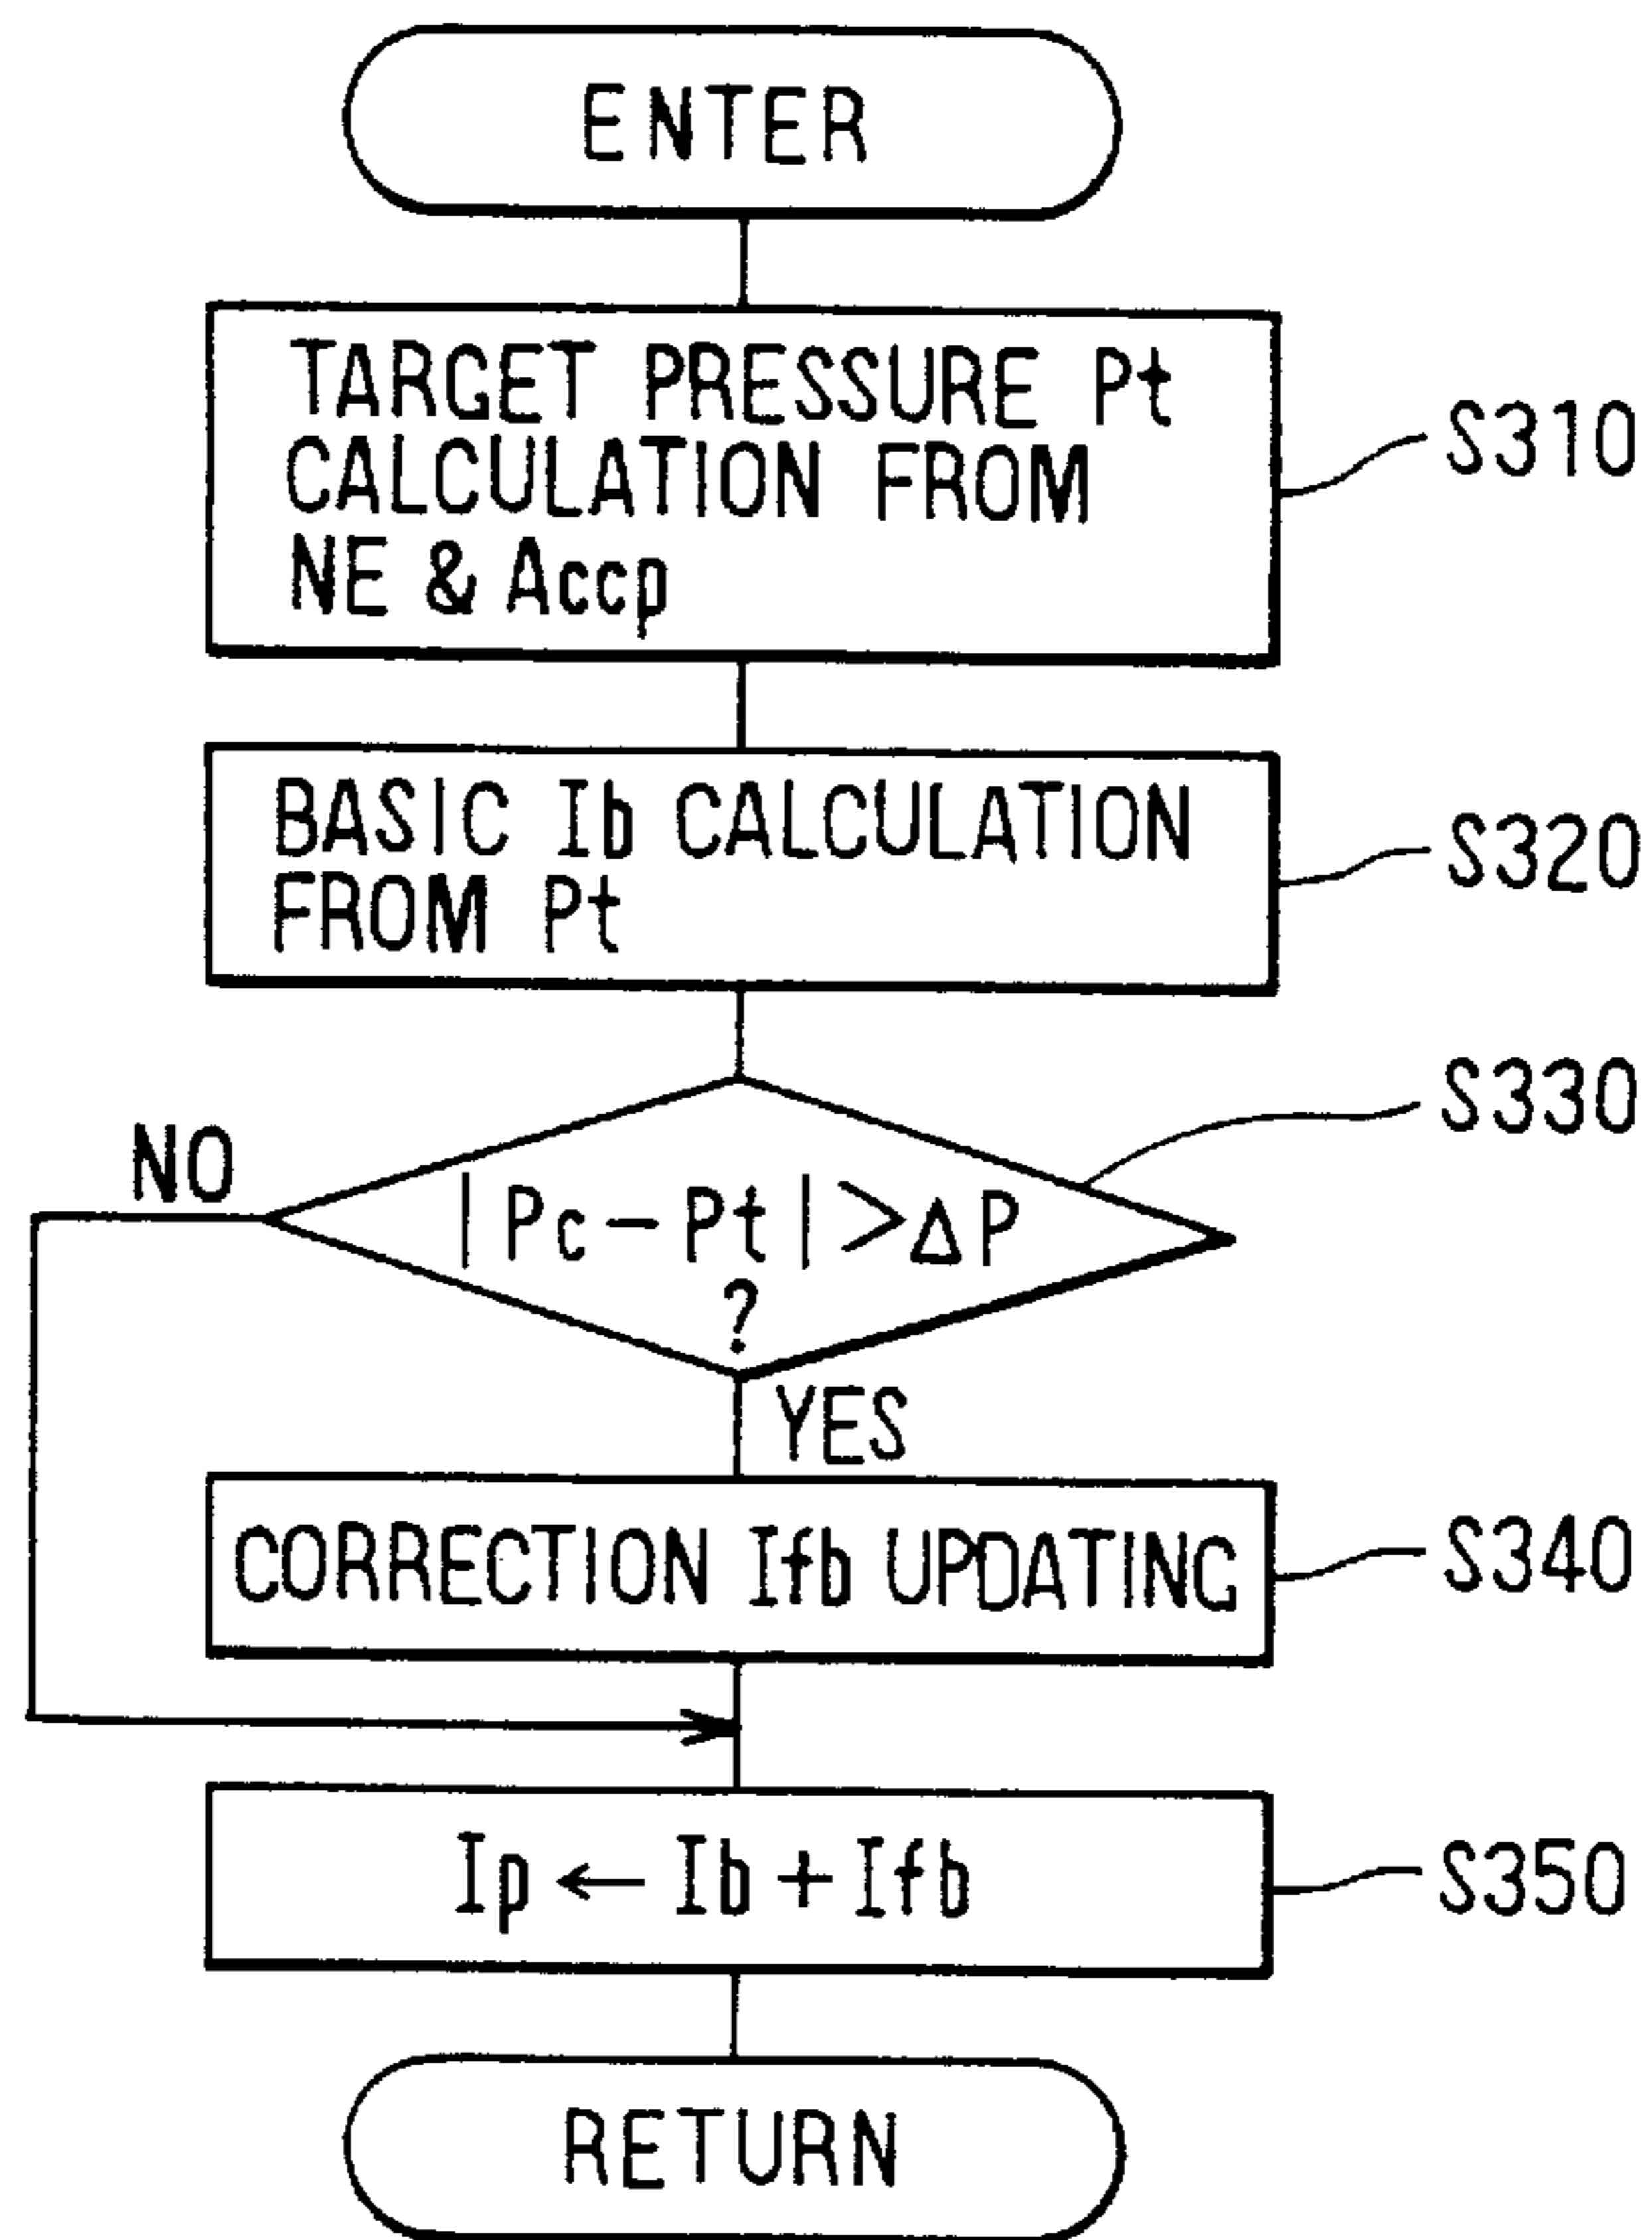 ENTER
TARGET PRESSURE Pt
CALCULATION FROM
NE & Accp
S310
BASIC Ib CALCULATION
FROM Pt
S320
S330
NO
|Pc-Pt|>ΔP
?
YES
CORRECTION Ifb UPDATING
S340
Ip ← Ib + Ifb
S350
RETURN